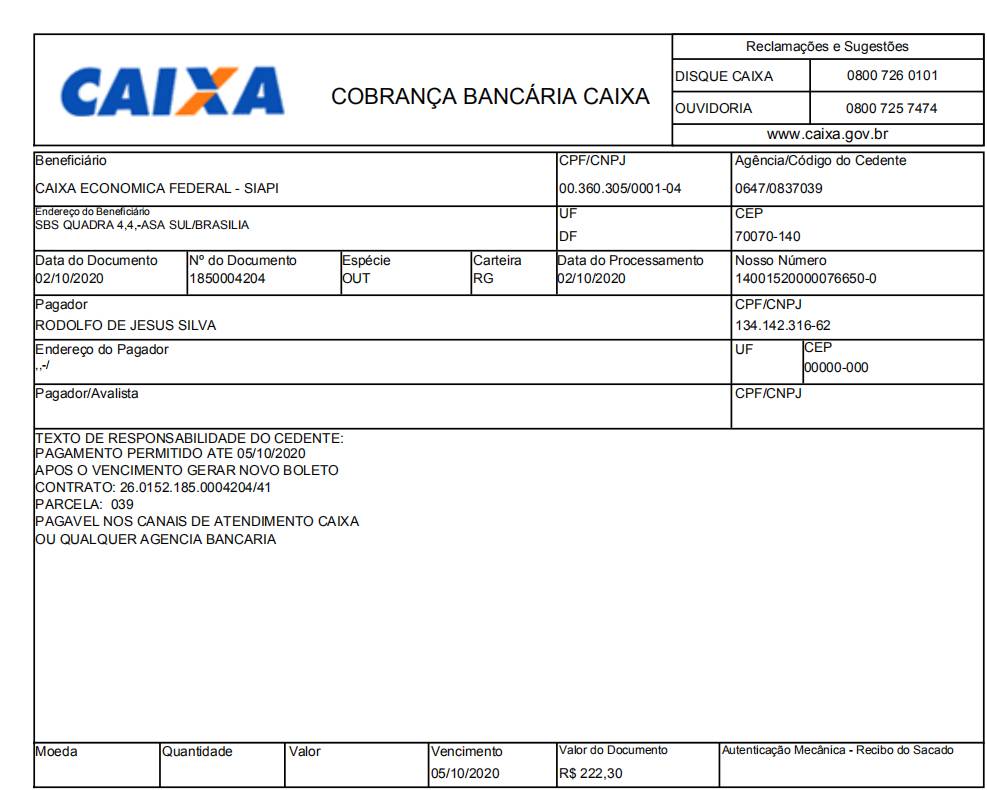 CAIXA
COBRANÇA BANCÁRIA CAIXA
Reclamações e Sugestões
DISQUE CAIXA 0800 726 0101
OUVIDORIA 0800 725 7474
www.caixa.gov.br
Beneficiário CPF/CNPJ Agência/Código do Cedente
CAIXA ECONOMICA FEDERAL - SIAPI 00.360.305/0001-04 0647/0837039
Endereço do Beneficiário UF CEP
SBS QUADRA 4,4,-ASA SUL/BRASILIA DF 70070-140
Data do Documento Nº do Documento Espécie Carteira Data do Processamento Nosso Número
02/10/2020 1850004204 OUT RG 02/10/2020 14001520000076650-0
Pagador CPF/CNPJ
RODOLFO DE JESUS SILVA 134.142.316-62
Endereço do Pagador UF CEP
,,-/ 00000-000
Pagador/Avalista CPF/CNPJ
TEXTO DE RESPONSABILIDADE DO CEDENTE:
PAGAMENTO PERMITIDO ATE 05/10/2020
APOS O VENCIMENTO GERAR NOVO BOLETO
CONTRATO: 26.0152.185.0004204/41
PARCELA: 039
PAGAVEL NOS CANAIS DE ATENDIMENTO CAIXA
OU QUALQUER AGENCIA BANCARIA
Moeda Quantidade Valor Vencimento Valor do Documento Autenticação Mecânica - Recibo do Sacado
05/10/2020 R$ 222,30